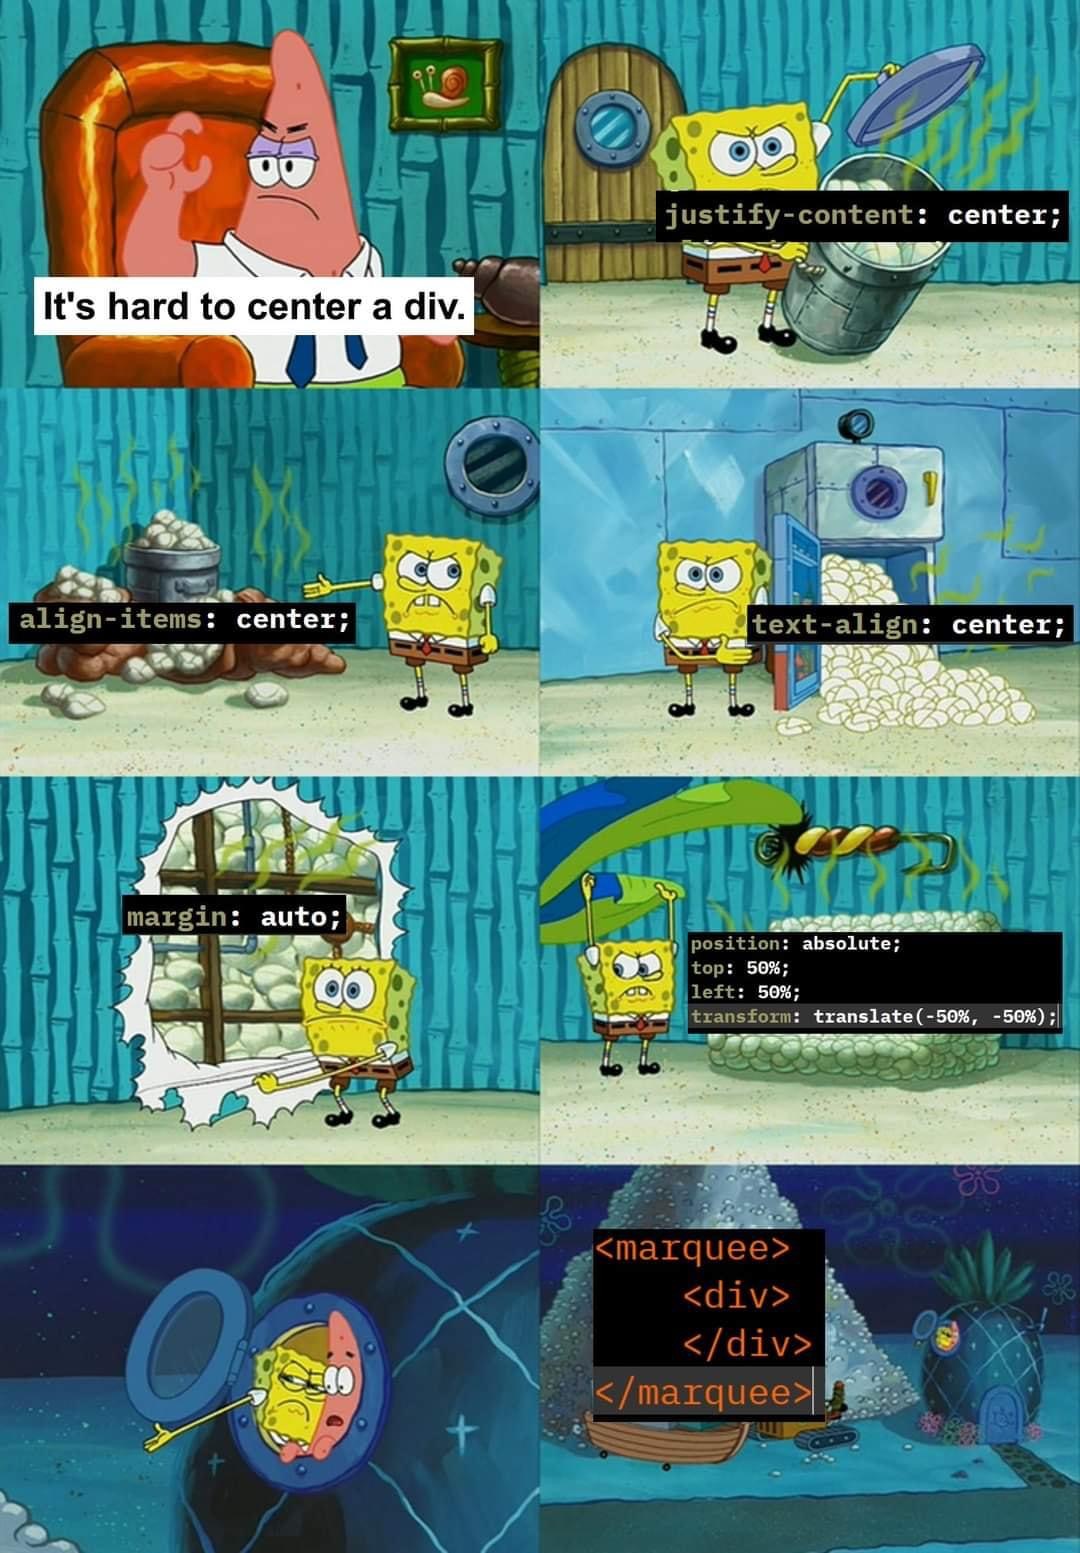 It's hard to center a div.
justify-content: center;
align-items: center;
text-align: center;
margin: auto;
position: absolute;
top: 50%;
left: 50%;
transform: translate(-50%, -50%);
<marquee>
<div>
</div>
</marquee>